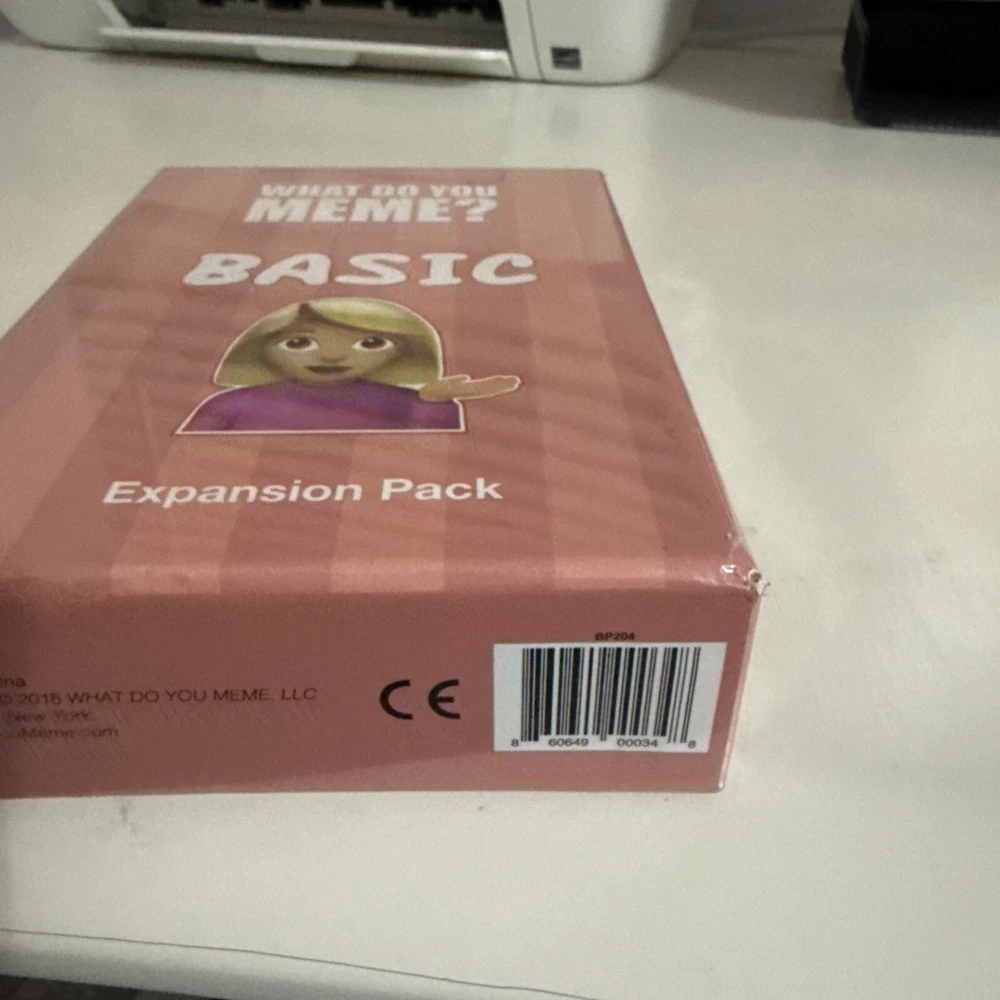 WHAT DO YOU
MEME?
BASIC
Expansion Pack
BP204
© 2018 WHAT DO YOU MEME, LLC
New York
CE
8 60649 00034 8